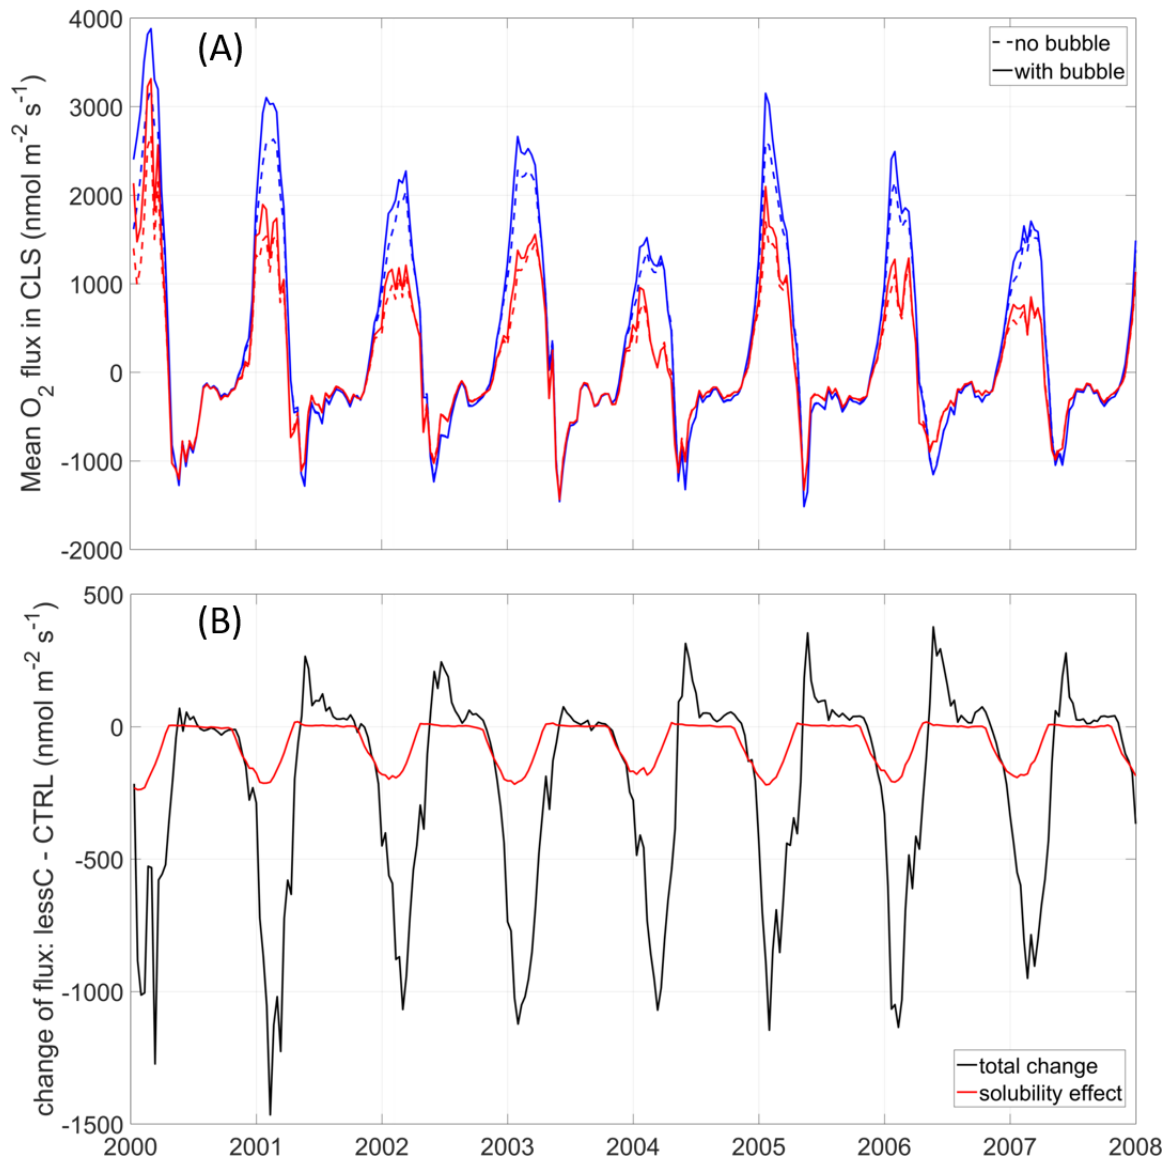 (A)
Mean O2 flux in CLS (nmol m-2 s-1)
4000
3000
2000
1000
0
-1000
-2000
no bubble
with bubble
(B)
change of flux: lessC - CTRL (nmol m-2 s-1)
500
0
-500
-1000
-1500
total change
solubility effect
2000 2001 2002 2003 2004 2005 2006 2007 2008